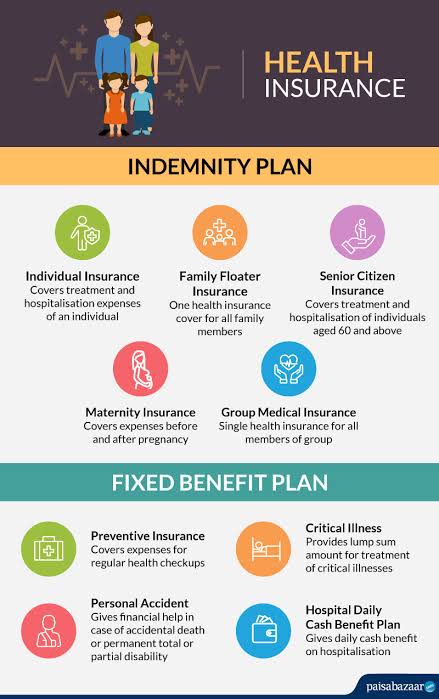 HEALTH
INSURANCE
INDEMNITY PLAN
Individual Insurance
Covers treatment and
hospitalisation expenses
of an individual
Family Floater
Insurance
One health insurance
cover for all family
members
Senior Citizen
Insurance
Covers treatment and
hospitalisation of individuals
aged 60 and above
Maternity Insurance
Covers expenses before
and after pregnancy
Group Medical Insurance
Single health insurance for all
members of group
FIXED BENEFIT PLAN
Preventive Insurance
Covers expenses for
regular health checkups
Critical Illness
Provides lump sum
amount for treatment
of critical illnesses
Personal Accident
Gives financial help in
case of accidental death
or permanent total or
partial disability
Hospital Daily
Cash Benefit Plan
Gives daily cash benefit
on hospitalisation
paisabazaar